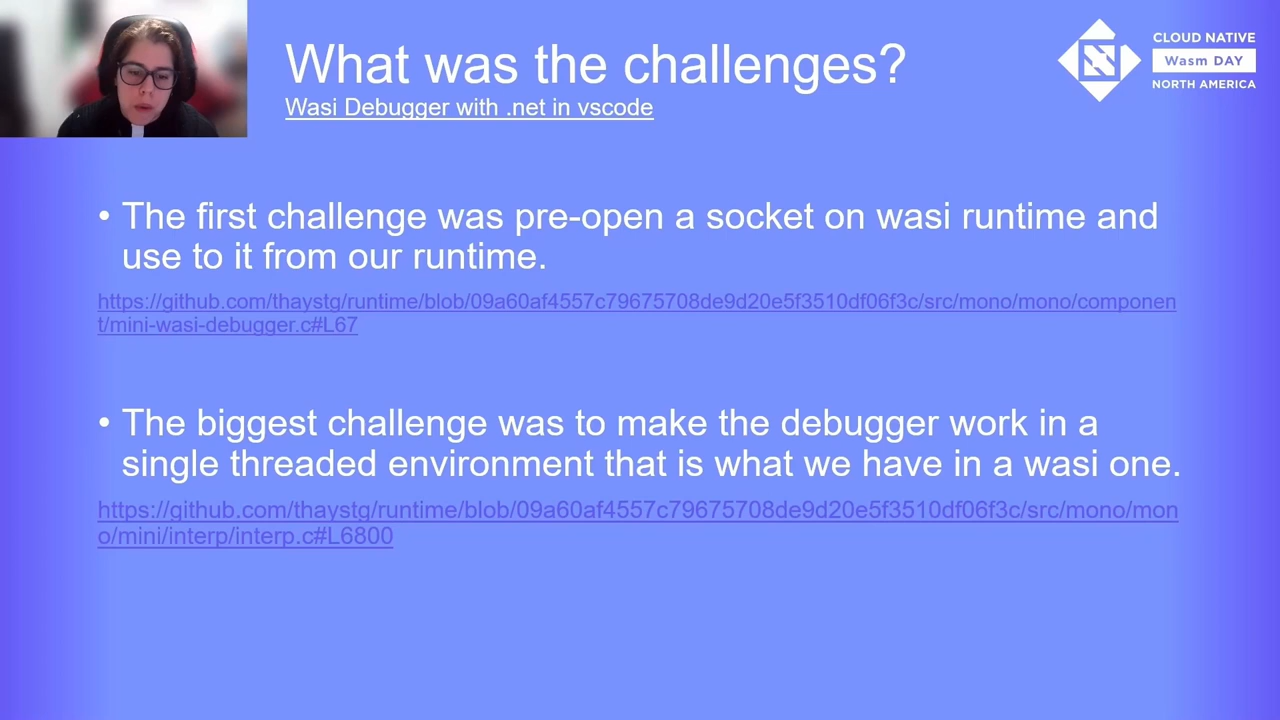 What was the challenges?
Wasi Debugger with .net in vscode
CLOUD NATIVE
Wasm DAY
NORTH AMERICA
• The first challenge was pre-open a socket on wasi runtime and
use to it from our runtime.
https://github.com/thaystg/runtime/blob/09a60af4557c79675708de9d20e5f3510df06f3c/src/mono/mono/componen
t/mini-wasi-debugger.c#L67
• The biggest challenge was to make the debugger work in a
single threaded environment that is what we have in a wasi one.
https://github.com/thaystg/runtime/blob/09a60af4557c79675708de9d20e5f3510df06f3c/src/mono/mon
o/mini/interp/interp.c#L6800